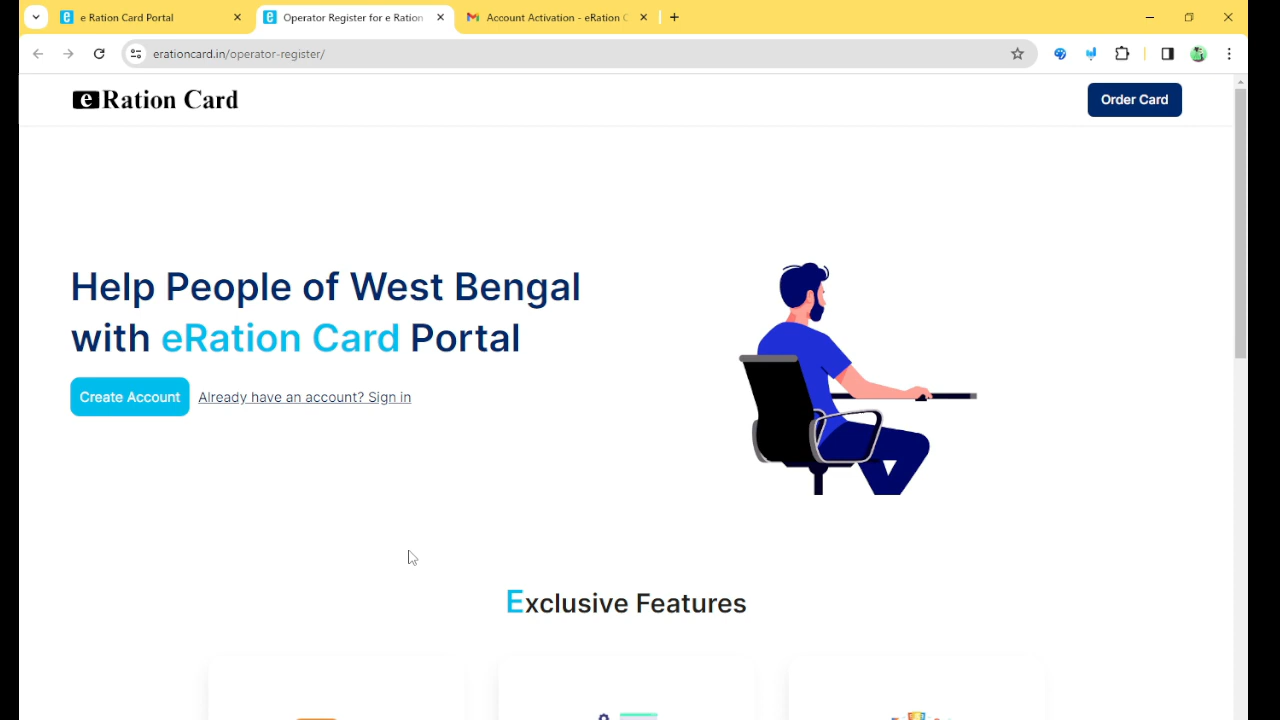 e Ration Card Portal
Operator Register for e Ration
Account Activation - eRation C
erationcard.in/operator-register/
e Ration Card
Order Card
Help People of West Bengal
with eRation Card Portal
Create Account
Already have an account? Sign in
Exclusive Features